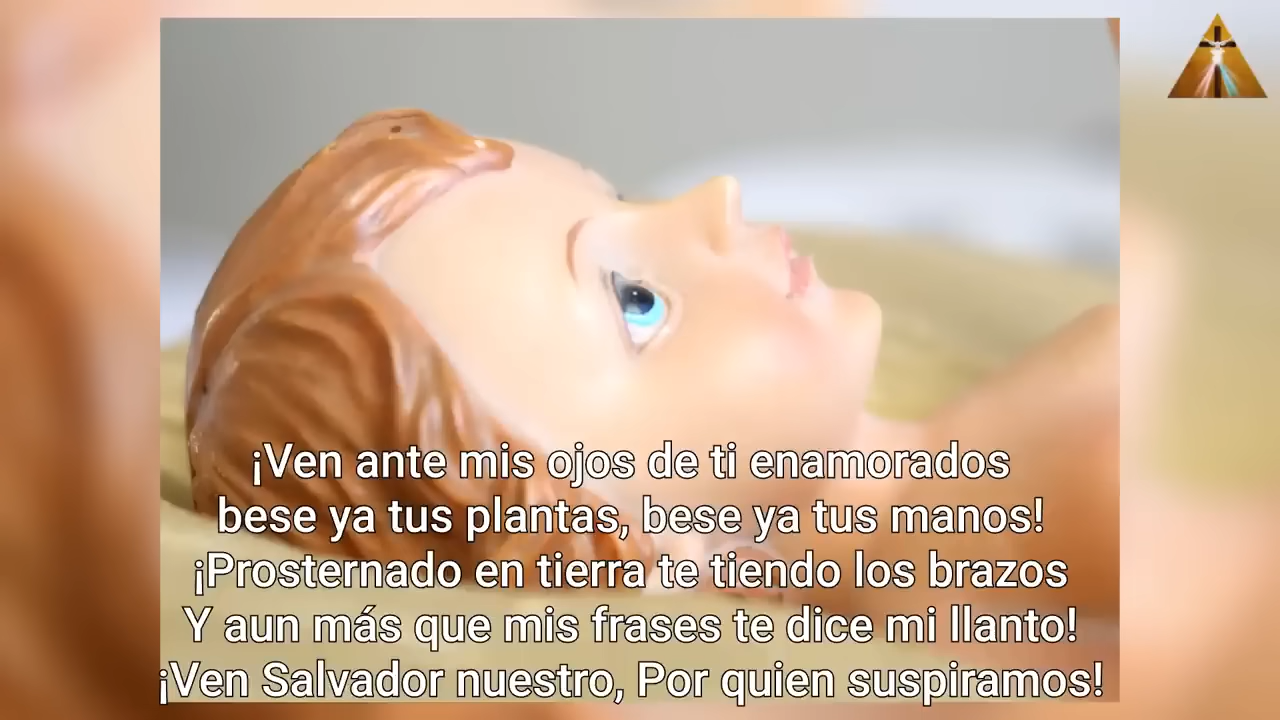 ¡Ven ante mis ojos de ti enamorados
bese ya tus plantas, bese ya tus manos!
¡Prosternado en tierra te tiendo los brazos
Y aun más que mis frases te dice mi llanto!
¡Ven Salvador nuestro, Por quien suspiramos!